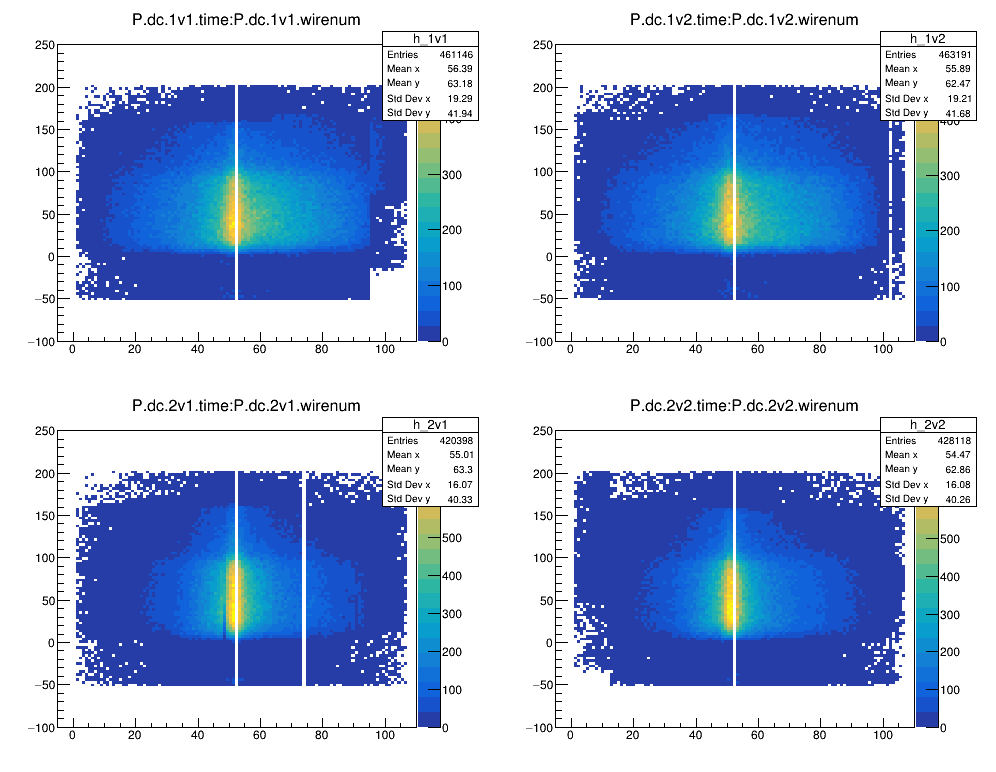 P.dc.1v1.time:P.dc.1v1.wirenum
h_1v1
Entries 461146
Mean x 56.39
Mean y 63.18
Std Dev x 19.29
Std Dev y 41.94
250
200
150
100
50
0
−50
−100
0 20 40 60 80 100
300
200
100
0
P.dc.1v2.time:P.dc.1v2.wirenum
h_1v2
Entries 463191
Mean x 55.89
Mean y 62.47
Std Dev x 19.21
Std Dev y 41.68
250
200
150
100
50
0
−50
−100
0 20 40 60 80 100
400
300
200
100
0
P.dc.2v1.time:P.dc.2v1.wirenum
h_2v1
Entries 420398
Mean x 55.01
Mean y 63.3
Std Dev x 16.07
Std Dev y 40.33
250
200
150
100
50
0
−50
−100
0 20 40 60 80 100
500
400
300
200
100
0
P.dc.2v2.time:P.dc.2v2.wirenum
h_2v2
Entries 428118
Mean x 54.47
Mean y 62.86
Std Dev x 16.08
Std Dev y 40.26
250
200
150
100
50
0
−50
−100
0 20 40 60 80 100
500
400
300
200
100
0